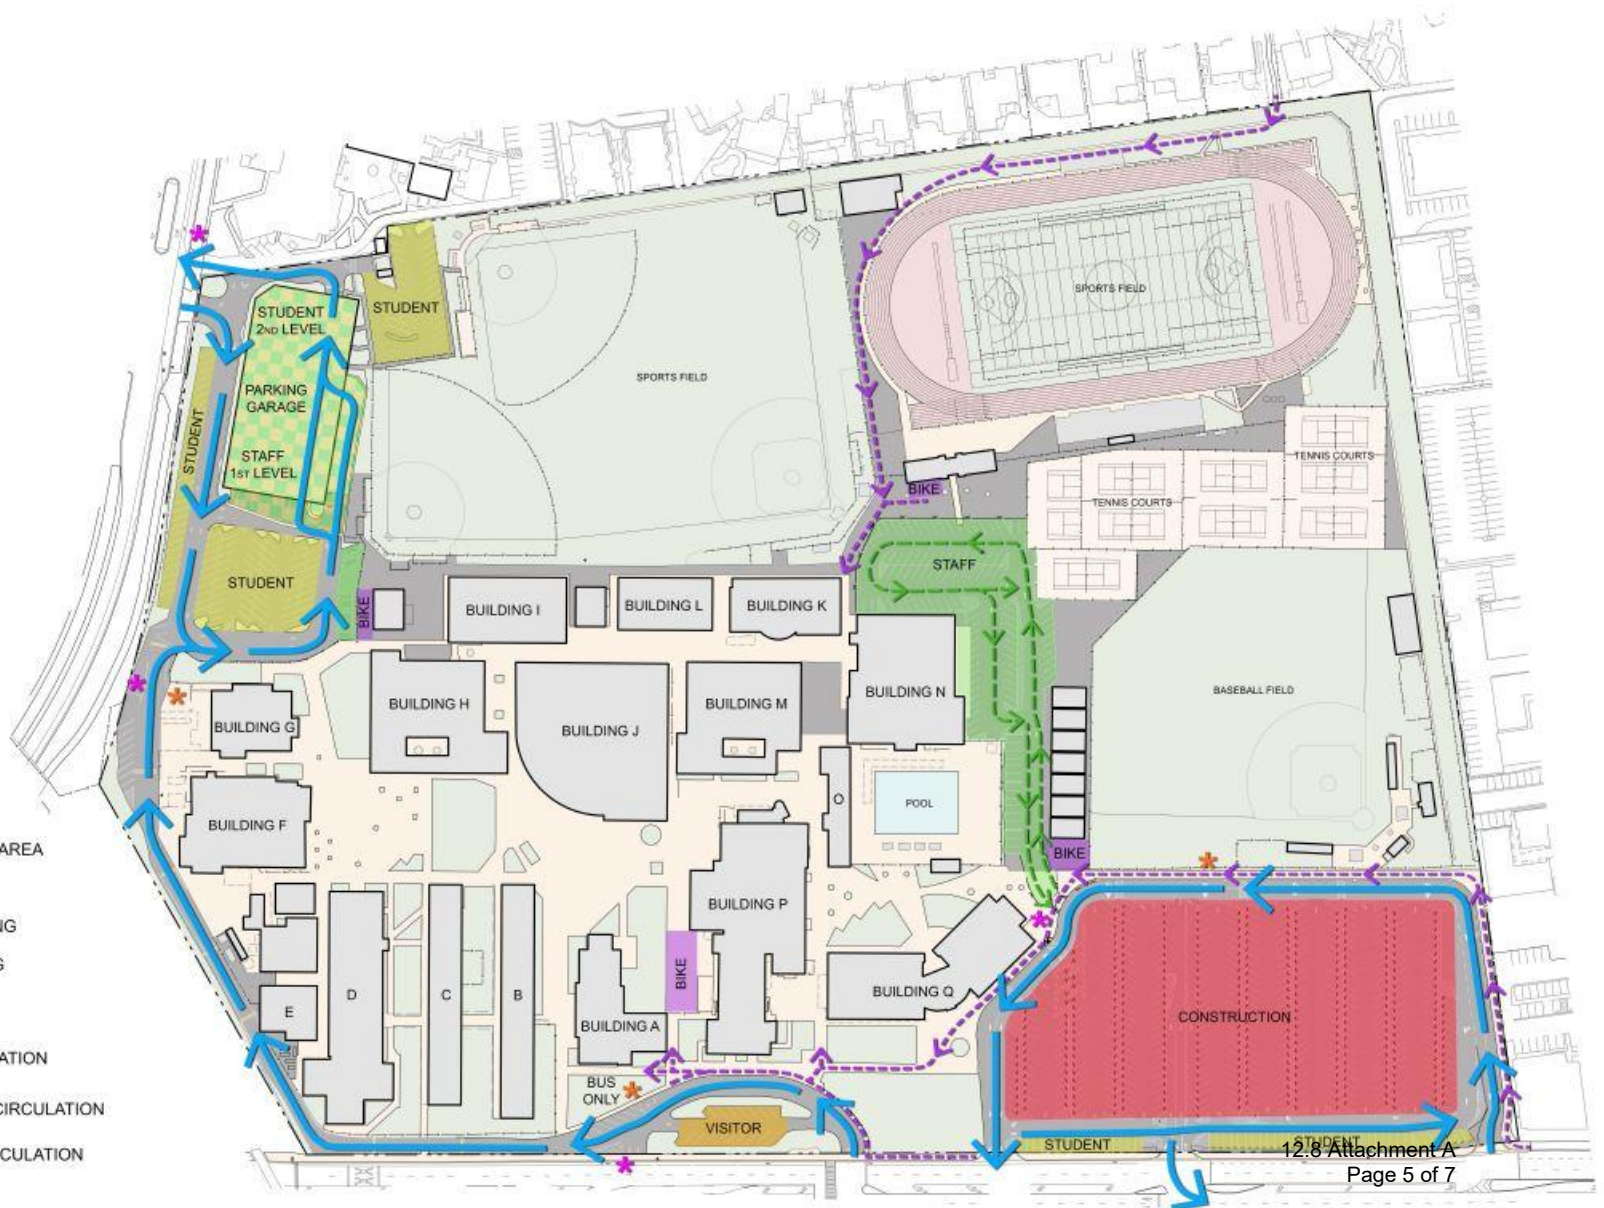 SPORTS FIELD
STUDENT
2ND LEVEL
STUDENT
SPORTS FIELD
PARKING
GARAGE
STUDENT
STAFF
1ST LEVEL
TENNIS COURTS
BIKE
TENNIS COURTS
STAFF
STUDENT
BIKE
BUILDING I
BUILDING L
BUILDING K
BUILDING H
BUILDING J
BUILDING M
BUILDING N
BASEBALL FIELD
BUILDING G
O
POOL
BUILDING F
AREA
BIKE
BUILDING P
NG
G
BIKE
D
C
B
BUILDING Q
E
BUILDING A
CONSTRUCTION
ATION
BUS
ONLY
CIRCULATION
VISITOR
STUDENT
STUDENT
CULATION
12.8 Attachment A
Page 5 of 7